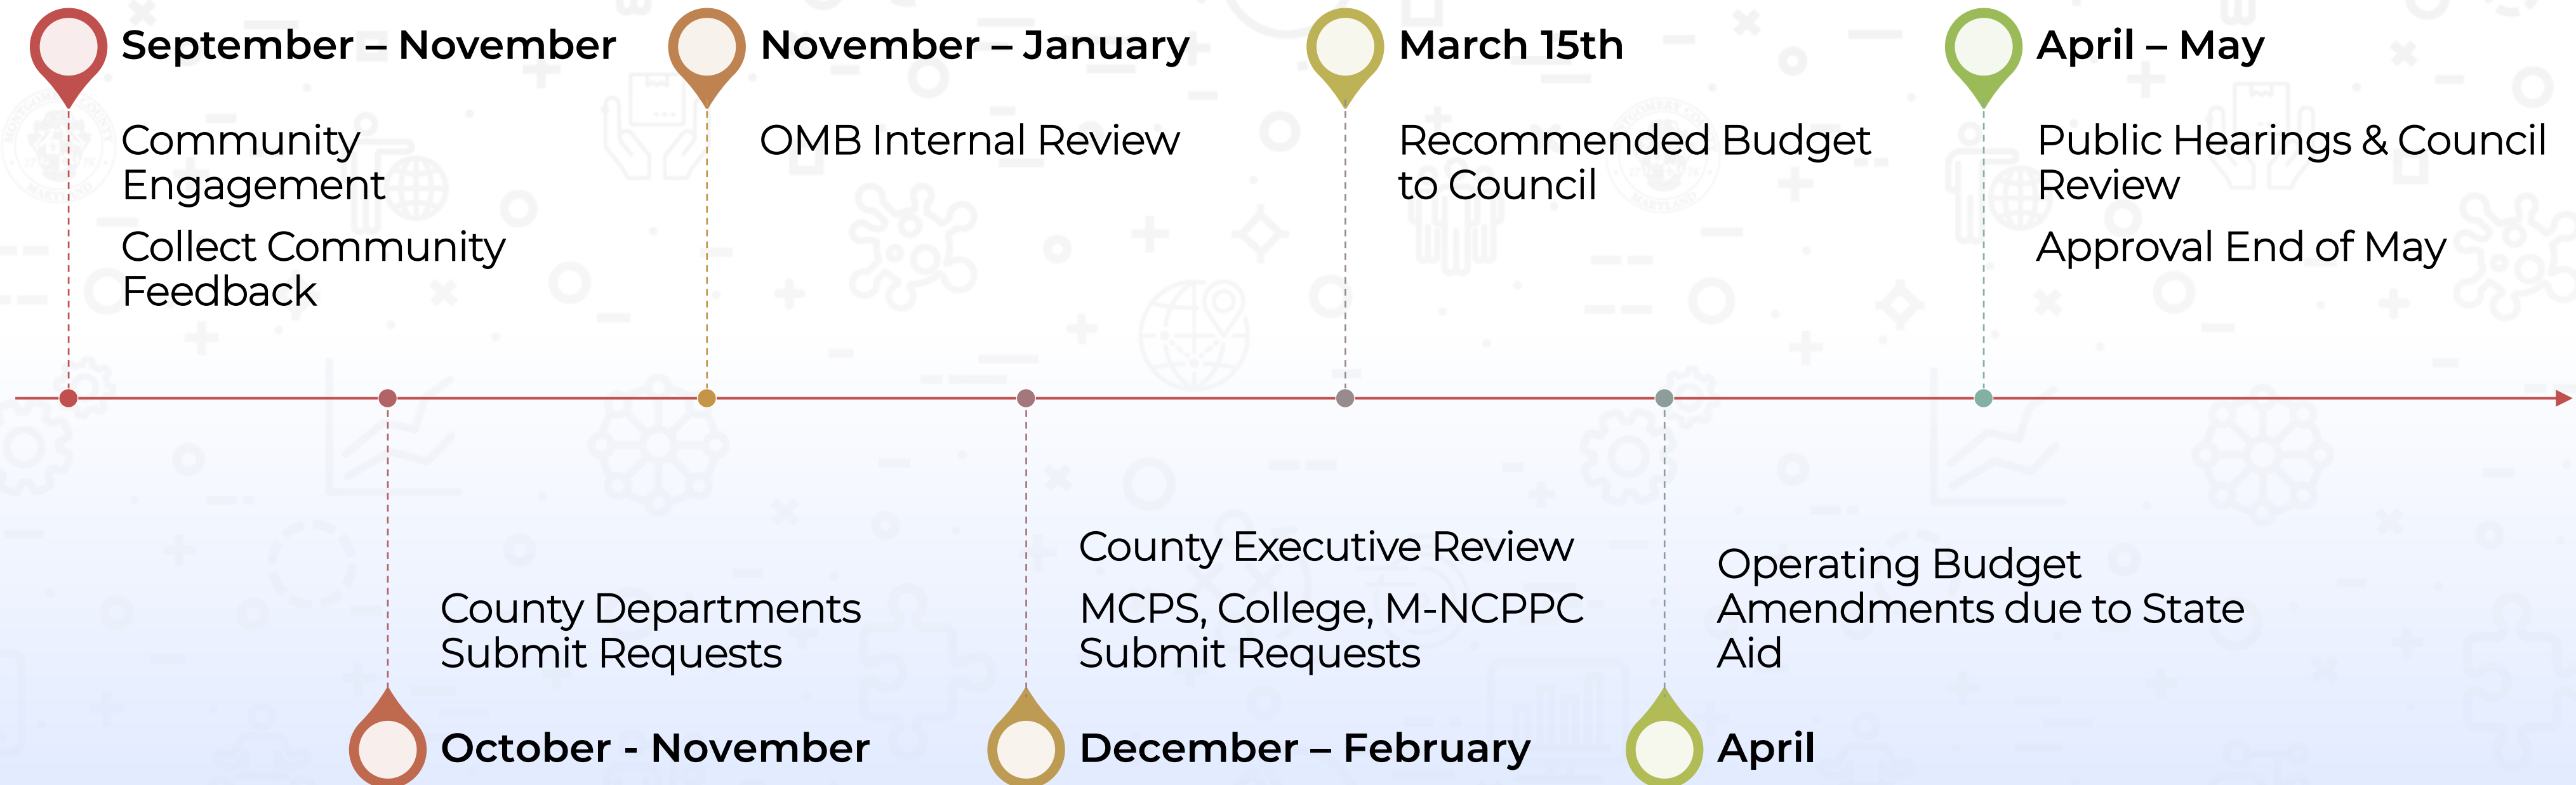 September – November
Community
Engagement
Collect Community
Feedback
October - November
County Departments
Submit Requests
November – January
OMB Internal Review
December – February
County Executive Review
MCPS, College, M-NCPPC
Submit Requests
March 15th
Recommended Budget
to Council
April
Operating Budget
Amendments due to State
Aid
April – May
Public Hearings & Council
Review
Approval End of May